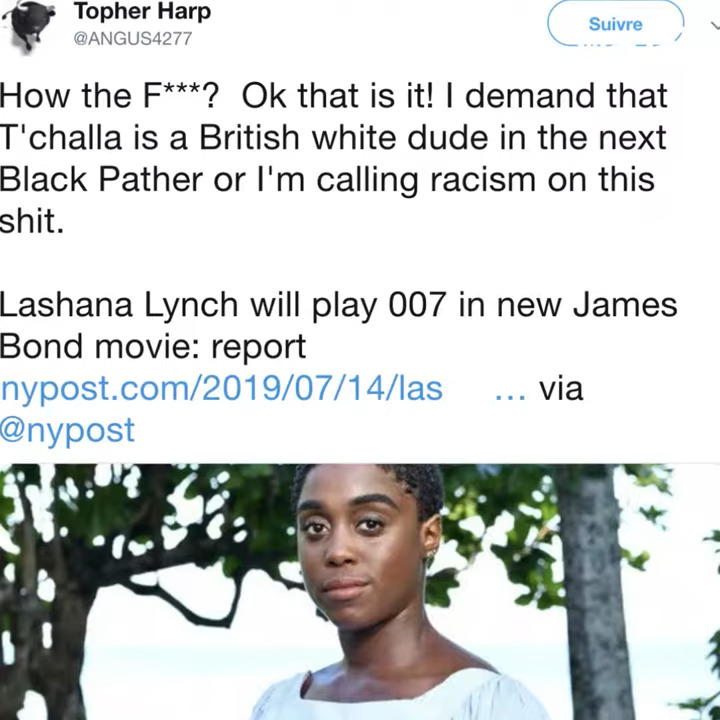 Topher Harp
@ANGUS4277
Suivre
How the F***? Ok that is it! I demand that
T'challa is a British white dude in the next
Black Pather or I'm calling racism on this
shit.
Lashana Lynch will play 007 in new James
Bond movie: report
nypost.com/2019/07/14/las ... via
@nypost